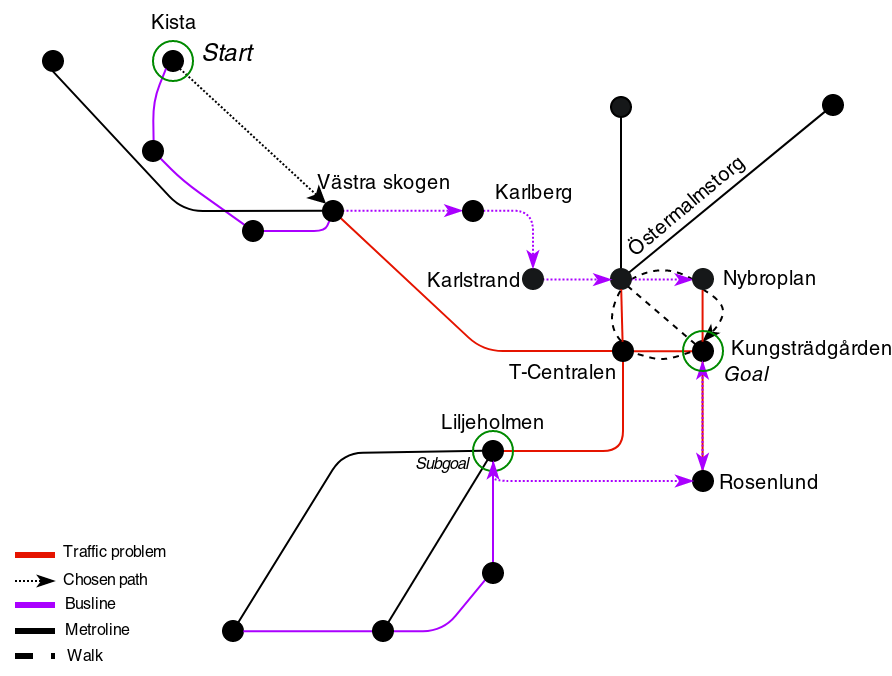 Kista
Start
Västra skogen
Karlberg
Östermalmstorg
Karlstrand
Nybroplan
Kungsträdgården
T-Centralen
Goal
Liljeholmen
Subgoal
Rosenlund
Traffic problem
Chosen path
Busline
Metroline
Walk